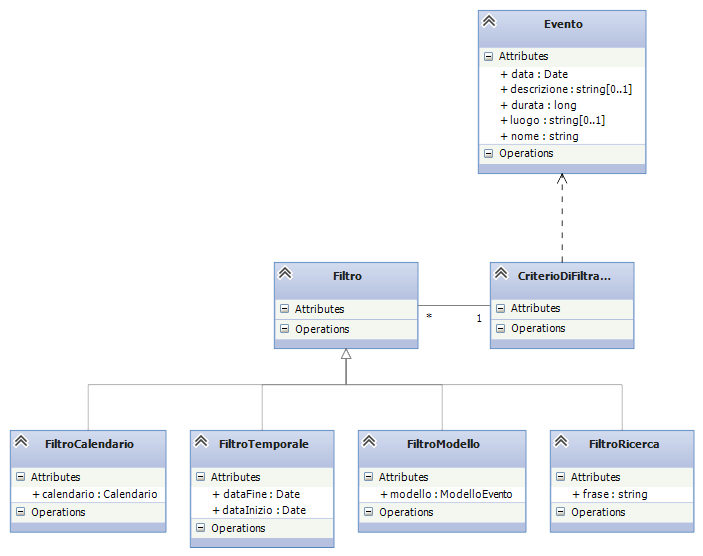 Evento
Attributes
+ data : Date
+ descrizione : string[0..1]
+ durata : long
+ luogo : string[0..1]
+ nome : string
Operations
Filtro
Attributes
Operations
CriterioDiFiltra...
Attributes
Operations
*
1
FiltroCalendario
Attributes
+ calendario : Calendario
Operations
FiltroTemporale
Attributes
+ dataFine : Date
+ dataInizio : Date
Operations
FiltroModello
Attributes
+ modello : ModelloEvento
Operations
FiltroRicerca
Attributes
+ frase : string
Operations